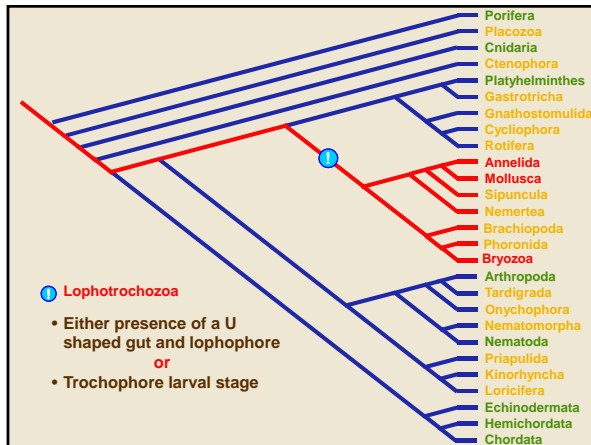 Porifera
Placozoa
Cnidaria
Ctenophora
Platyhelminthes
Gastrotricha
Gnathostomulida
Cycliophora
Rotifera
Annelida
Mollusca
Sipuncula
Nemertea
Brachiopoda
Phoronida
Bryozoa
Arthropoda
Tardigrada
Onychophora
Nematomorpha
Nematoda
Priapulida
Kinorhyncha
Loricifera
Echinodermata
Hemichordata
Chordata
!
! Lophotrochozoa
• Either presence of a U
shaped gut and lophophore
or
• Trochophore larval stage